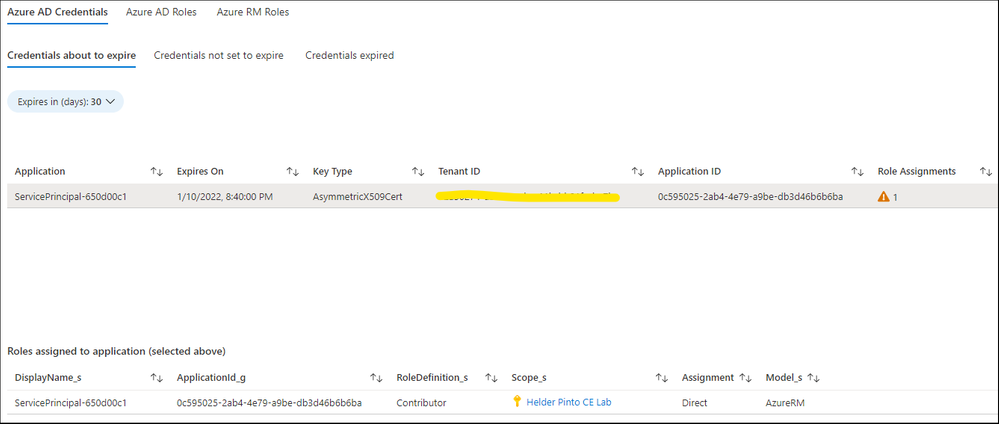 Azure AD Credentials Azure AD Roles Azure RM Roles
Credentials about to expire Credentials not set to expire Credentials expired
Expires in (days): 30
Application Expires On Key Type Tenant ID Application ID Role Assignments
ServicePrincipal-650d00c1 1/10/2022, 8:40:00 PM AsymmetricX509Cert 0c595025-2ab4-4e79-a9be-db3d46b6b6ba 1
Roles assigned to application (selected above)
DisplayName_s ApplicationId_g RoleDefinition_s Scope_s Assignment Model_s
ServicePrincipal-650d00c1 0c595025-2ab4-4e79-a9be-db3d46b6b6ba Contributor Helder Pinto CE Lab Direct AzureRM